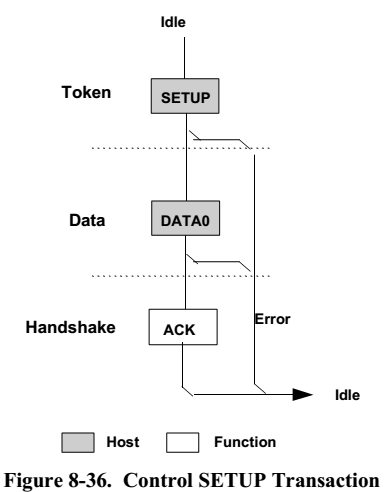 Idle
Token
SETUP
Data
DATA0
Handshake
ACK
Error
Idle
Host
Function
Figure 8-36. Control SETUP Transaction